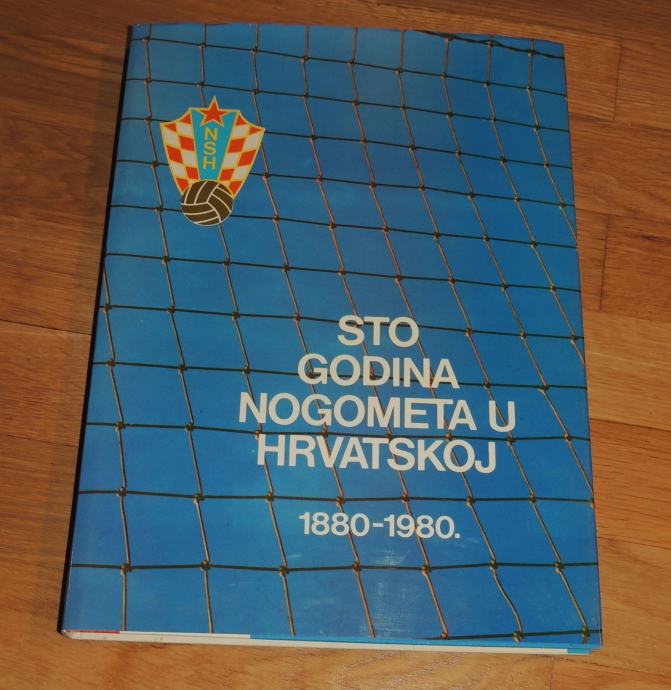 NSH
STO
GODINA
NOGOMETA U
HRVATSKOJ
1880-1980.